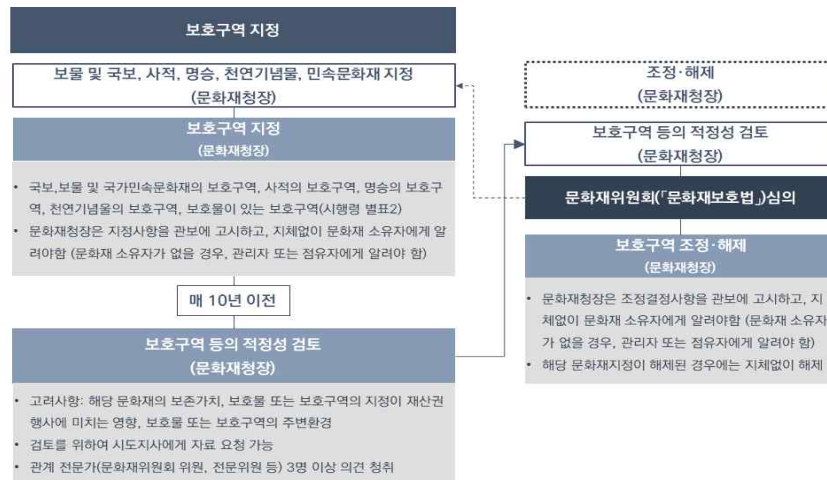 보호구역 지정
보물 및 국보, 사적, 명승, 천연기념물, 민속문화재 지정
(문화재청장)
보호구역 지정
(문화재청장)
• 국보,보물 및 국가민속문화재의 보호구역, 사적의 보호구역, 명승의 보호구
역, 천연기념울의 보호구역, 보호물이 있는 보호구역(시행령 별표2)
• 문화재청장은 지정사항을 관보에 고시하고, 지체없이 문화재 소유자에게 알
려야함 (문화재 소유자가 없을 경우, 관리자 또는 점유자에게 알려야 함)
매 10년 이전
보호구역 등의 적정성 검토
(문화재청장)
• 고려사항: 해당 문화재의 보존가치, 보호물 또는 보호구역의 지정이 재산권
행사에 미치는 영향, 보호물 또는 보호구역의 주변환경
• 검토를 위하여 시도지사에게 자료 요청 가능
• 관계 전문가(문화재위원회 위원, 전문위원 등) 3명 이상 의견 청취
조정·해제
(문화재청장)
보호구역 등의 적정성 검토
(문화재청장)
문화재위원회(「문화재보호법」)심의
보호구역 조정·해제
(문화재청장)
• 문화재청장은 조정결정사항을 관보에 고시하고, 지
체없이 문화재 소유자에게 알려야함 (문화재 소유자
가 없을 경우, 관리자 또는 점유자에게 알려야 함)
• 해당 문화재지정이 해제된 경우에는 지체없이 해제